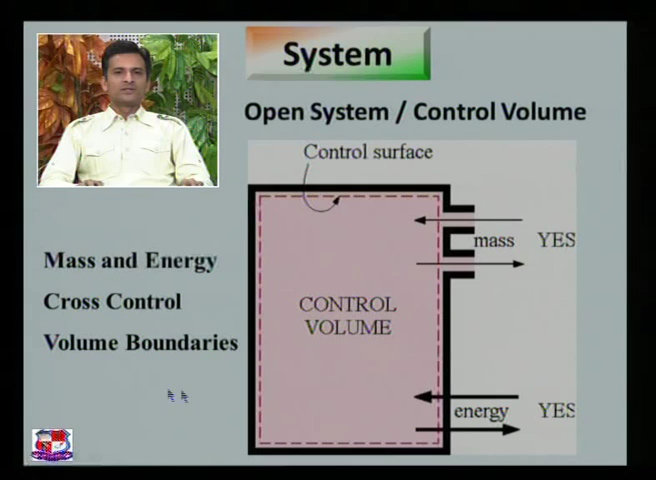 System
Open System / Control Volume
Control surface
mass YES
Mass and Energy
Cross Control
Volume Boundaries
CONTROL
VOLUME
energy YES